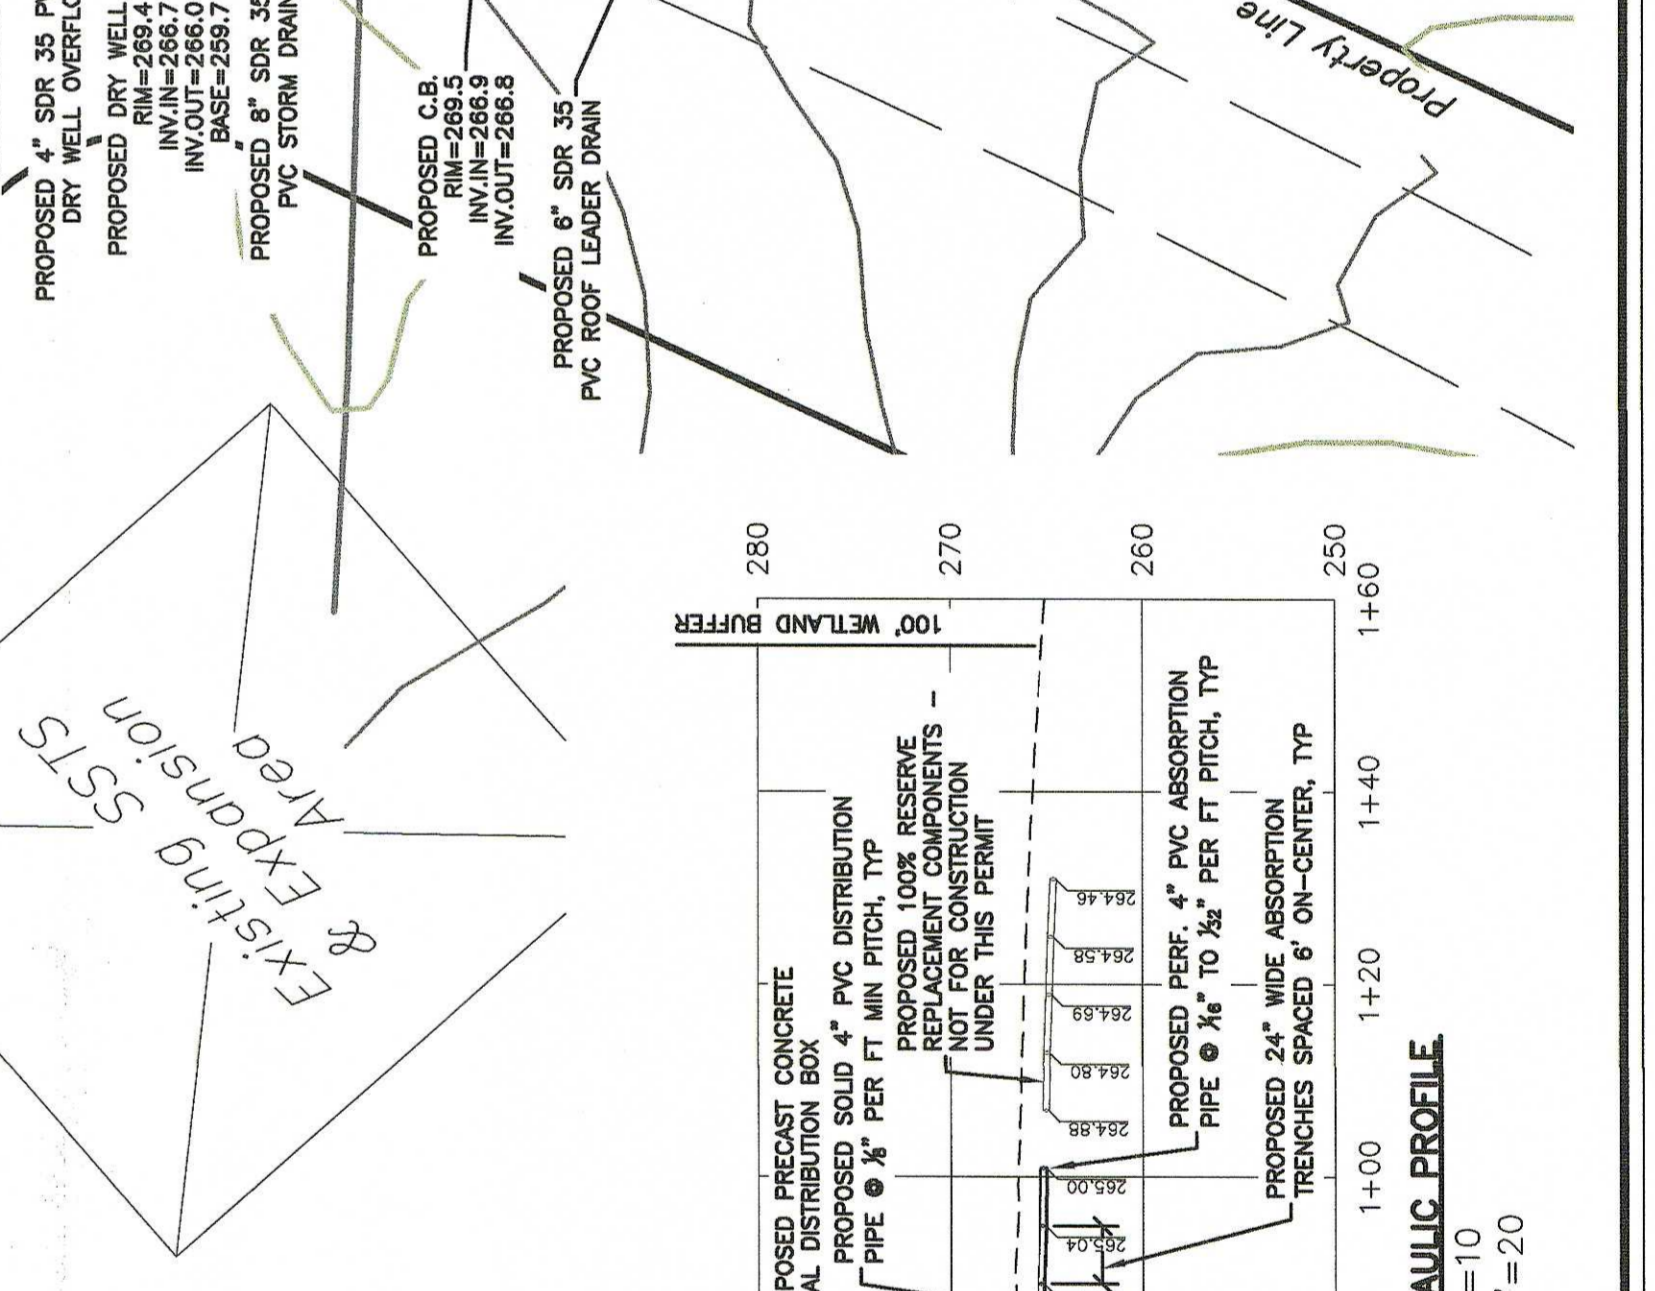 PROPOSED 4" SDR 35
DRY WELL
PROPOSED DRY WELL
RIM=269.4
INV.IN=266.7
INV.OUT=266.0
BASE=259.7
PROPOSED 8" SDR 35
PVC STORM DRAIN
PROPOSED C.B.
RIM=269.5
INV.IN=266.9
INV.OUT=266.8
PROPOSED 6" SDR 35
PVC ROOF LEADER DRAIN
Property Line
Existing SSTS
& Expansion
Area
280
270
260
250
100' WETLAND BUFFER
POSED PRECAST CONCRETE
AL DISTRIBUTION BOX
PROPOSED SOLID 4" PVC DISTRIBUTION
PIPE @ ⅛" PER FT MIN PITCH, TYP
PROPOSED 100% RESERVE
REPLACEMENT COMPONENTS -
NOT FOR CONSTRUCTION
UNDER THIS PERMIT
265.04
265.00
264.88
264.80
264.69
264.58
264.46
PROPOSED PERF. 4" PVC ABSORPTION
PIPE @ 1/16" TO 1/32" PER FT PITCH, TYP
PROPOSED 24" WIDE ABSORPTION
TRENCHES SPACED 6' ON-CENTER, TYP
1+00
1+20
1+40
1+60
AULIC PROFILE
=10
=20